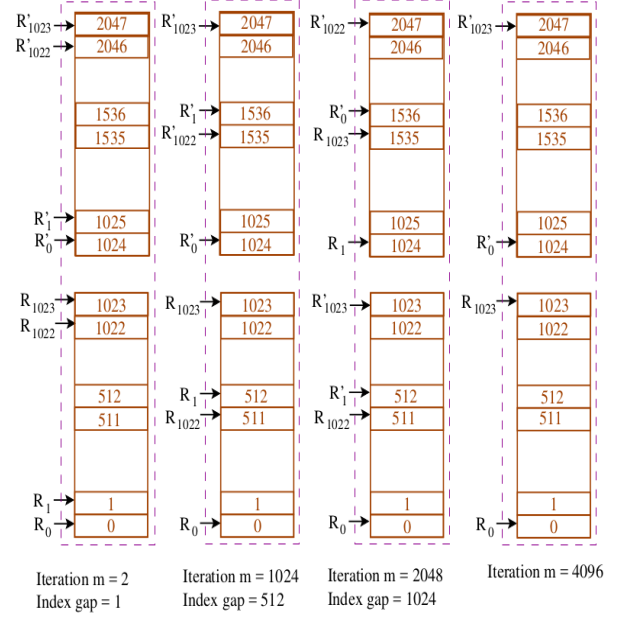 R'1023 2047
R'1022 2046
1536
1535
R'1 1025
R'0 1024
R1023 1023
R1022 1022
512
511
R1 1
R0 0
Iteration m = 2
Index gap = 1
R'1023 2047
2046
R'1 1536
R'1022 1535
1025
R'0 1024
R1023 1023
1022
R1 512
R1022 511
1
R0 0
Iteration m = 1024
Index gap = 512
R'1022 2047
2046
R'0 1536
R1023 1535
1025
R1 1024
R'1023 1023
1022
R'1 512
R1022 511
1
R0 0
Iteration m = 2048
Index gap = 1024
R'1023 2047
2046
1536
1535
1025
R'0 1024
R1023 1023
1022
512
511
1
R0 0
Iteration m = 4096